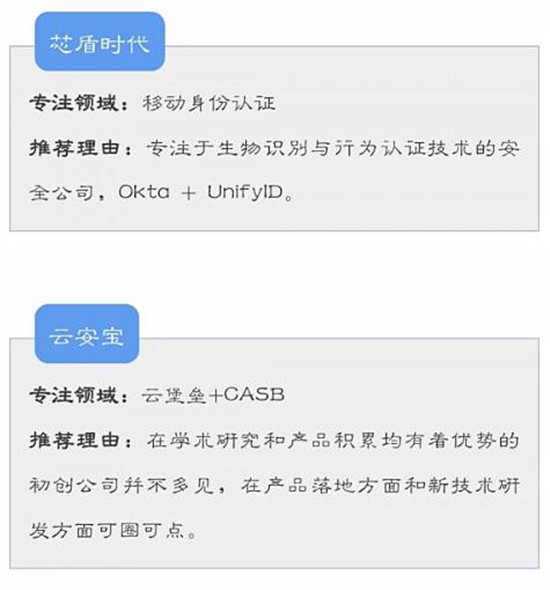 芯盾时代
专注领域：移动身份认证
推荐理由：专注于生物识别与行为认证技术的安
全公司，Okta + UnifyID。
云安宝
专注领域：云堡垒+CASB
推荐理由：在学术研究和产品积累均有着优势的
初创公司并不多见，在产品落地方面和新技术研
发方面可圈可点。